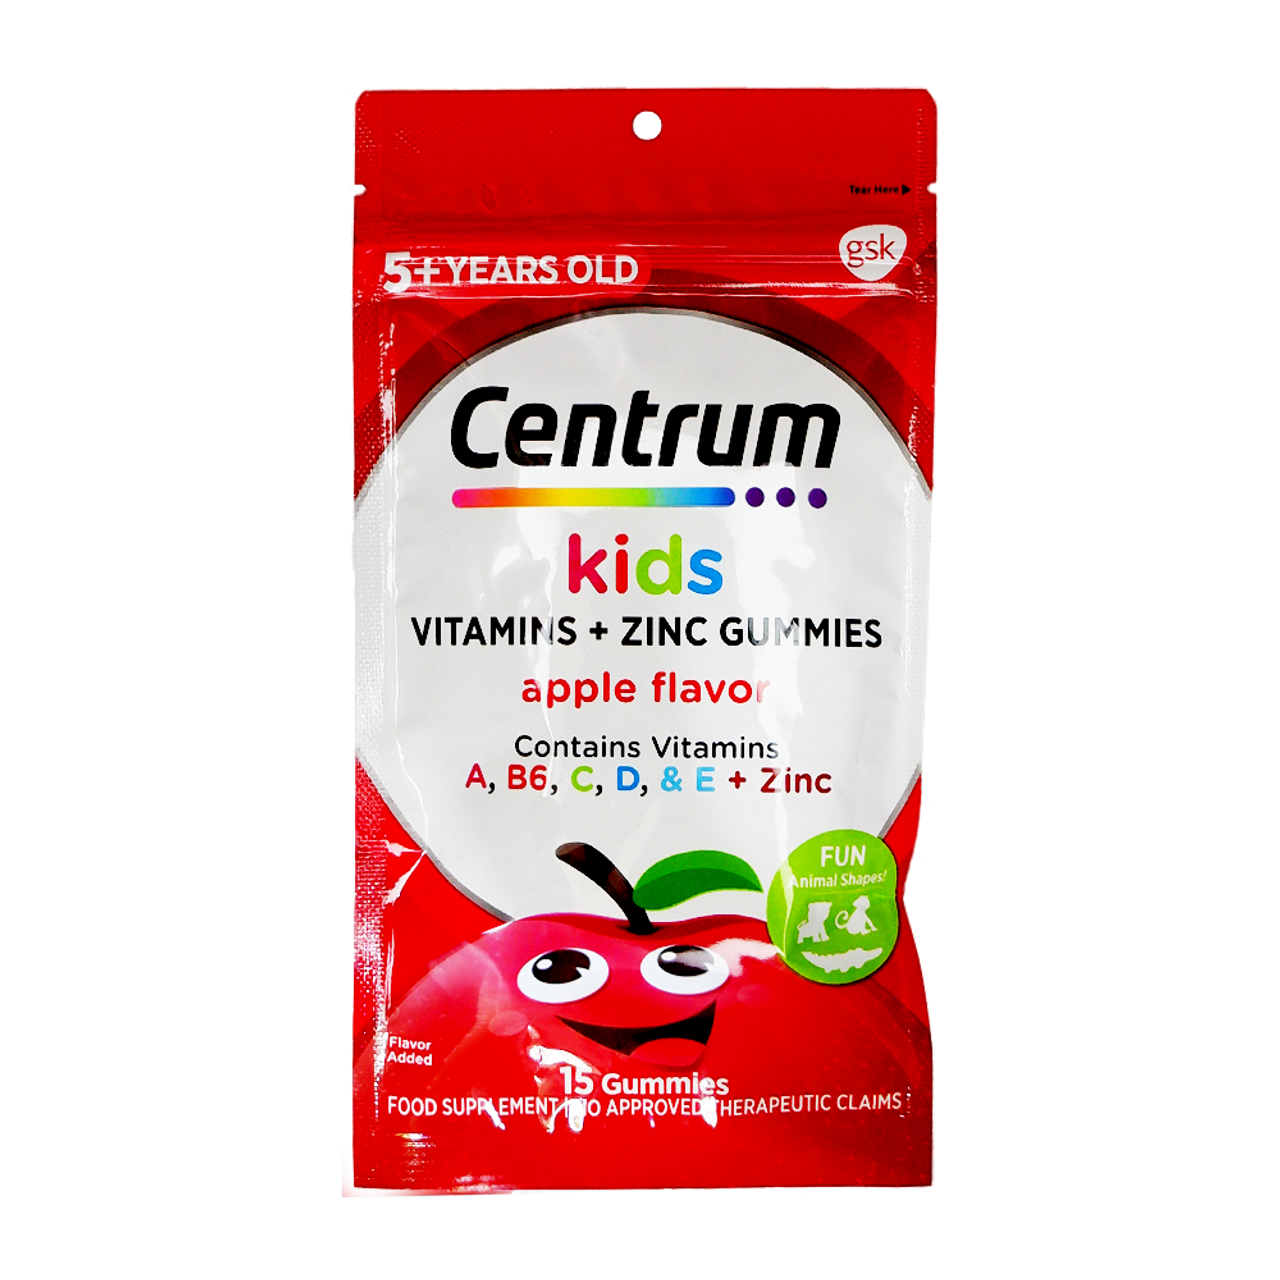 Tear Here
gsk
5+ YEARS OLD
Centrum
kids
VITAMINS + ZINC GUMMIES
apple flavor
Contains Vitamins
A, B6, C, D, & E + Zinc
FUN
Animal Shapes!
Flavor
Added
15 Gummies
FOOD SUPPLEMENT | NO APPROVED THERAPEUTIC CLAIMS